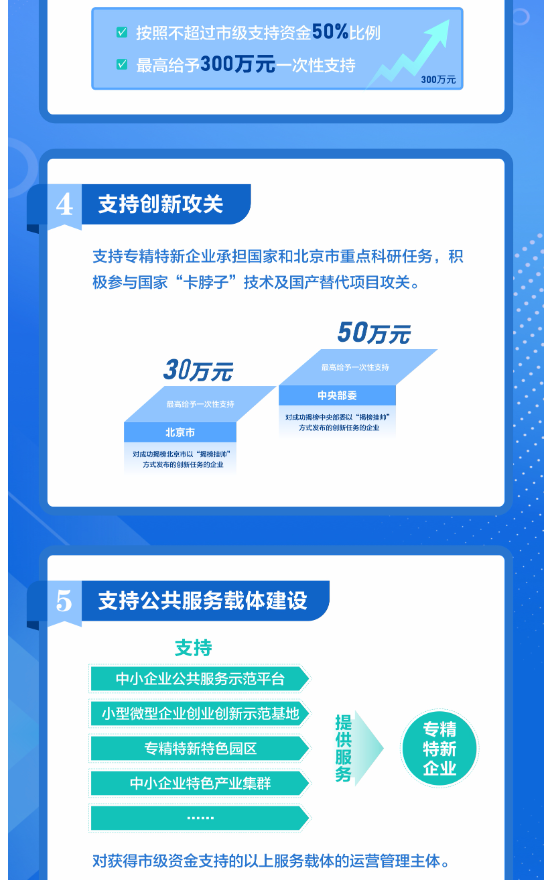 按照不超过市级支持资金50%比例
最高给予300万元一次性支持
300万元
4 支持创新攻关
支持专精特新企业承担国家和北京市重点科研任务，积
极参与国家“卡脖子”技术及国产替代项目攻关。
50万元
最高给予一次性支持
中央部委
对成功揭榜中央部委以“揭榜挂帅”
方式发布的创新任务的企业
30万元
最高给予一次性支持
北京市
对成功揭榜北京市以“揭榜挂帅”
方式发布的创新任务的企业
5 支持公共服务载体建设
支持
中小企业公共服务示范平台
小型微型企业创业创新示范基地
专精特新特色园区
中小企业特色产业集群
······
提供服务
专精
特新
企业
对获得市级资金支持的以上服务载体的运营管理主体。